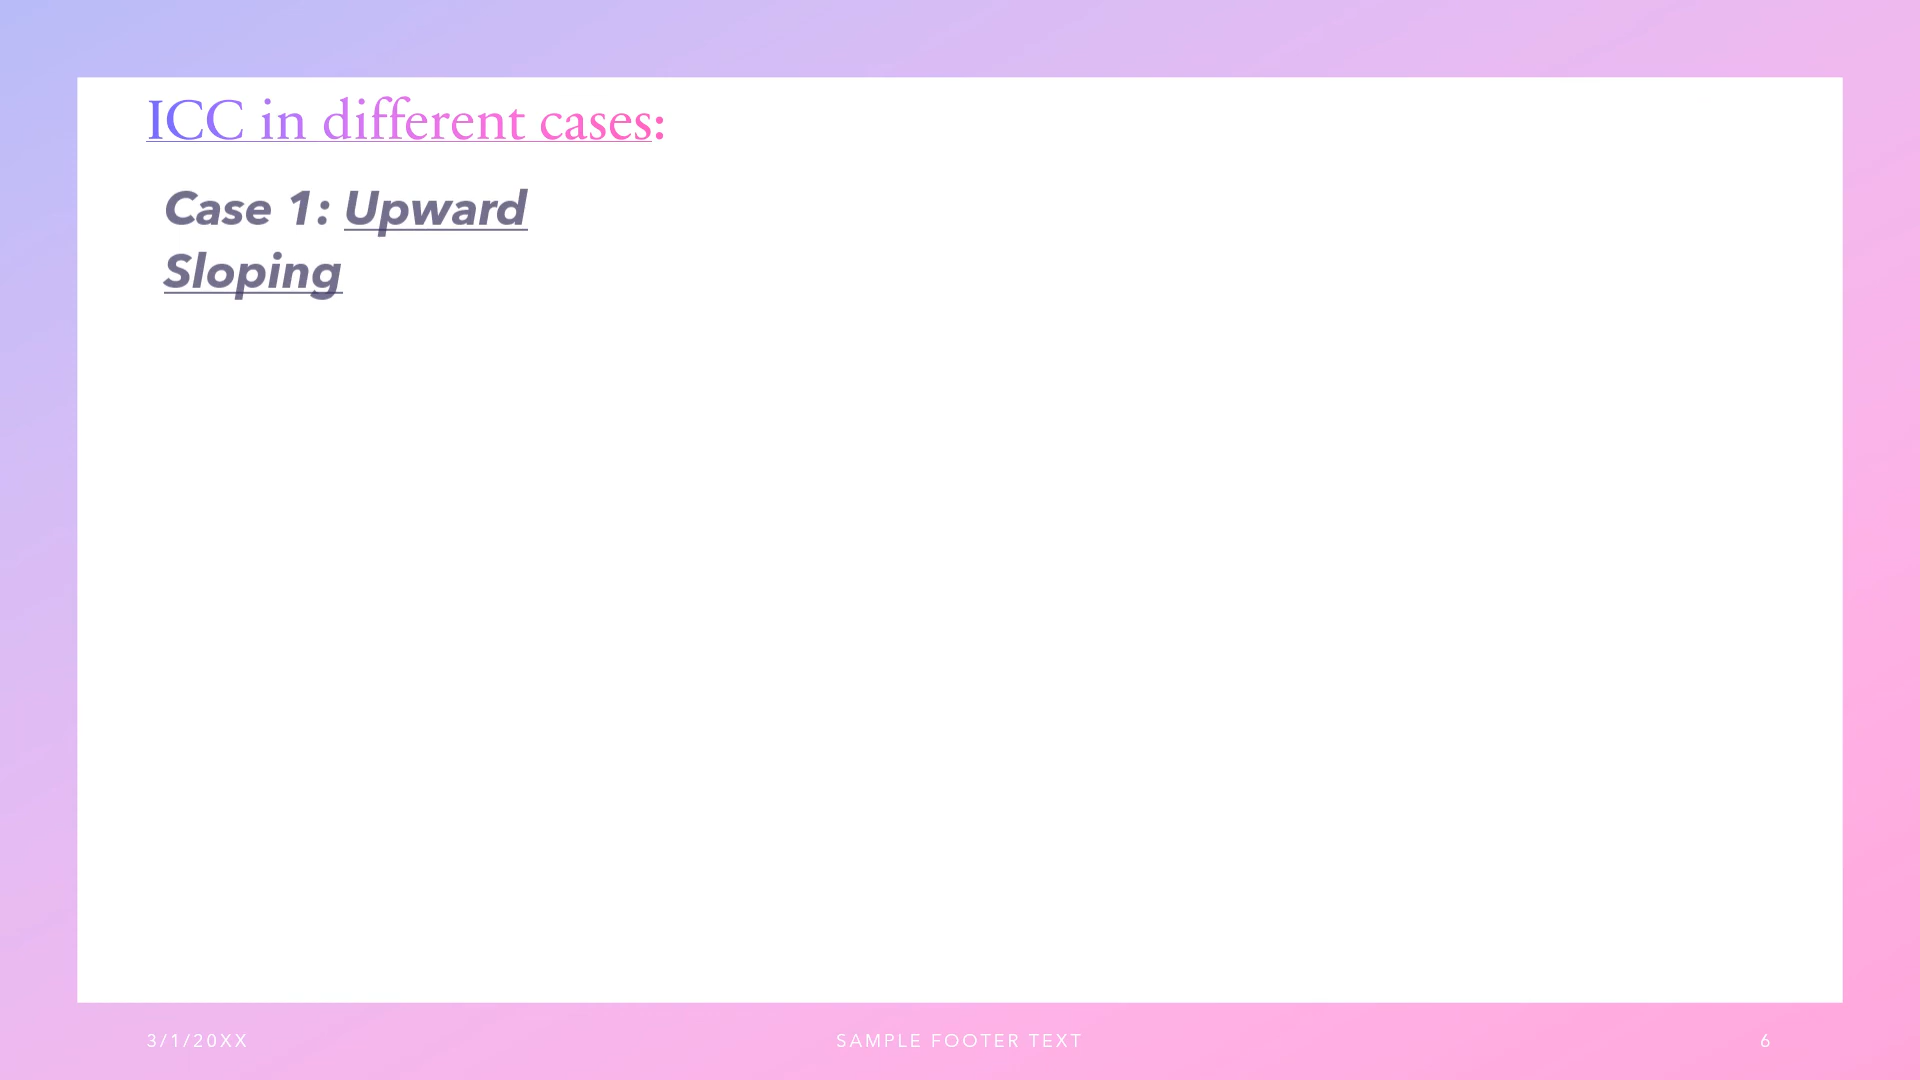 ICC in different cases:
Case 1: Upward
Sloping
3/1/20XX
SAMPLE FOOTER TEXT
6